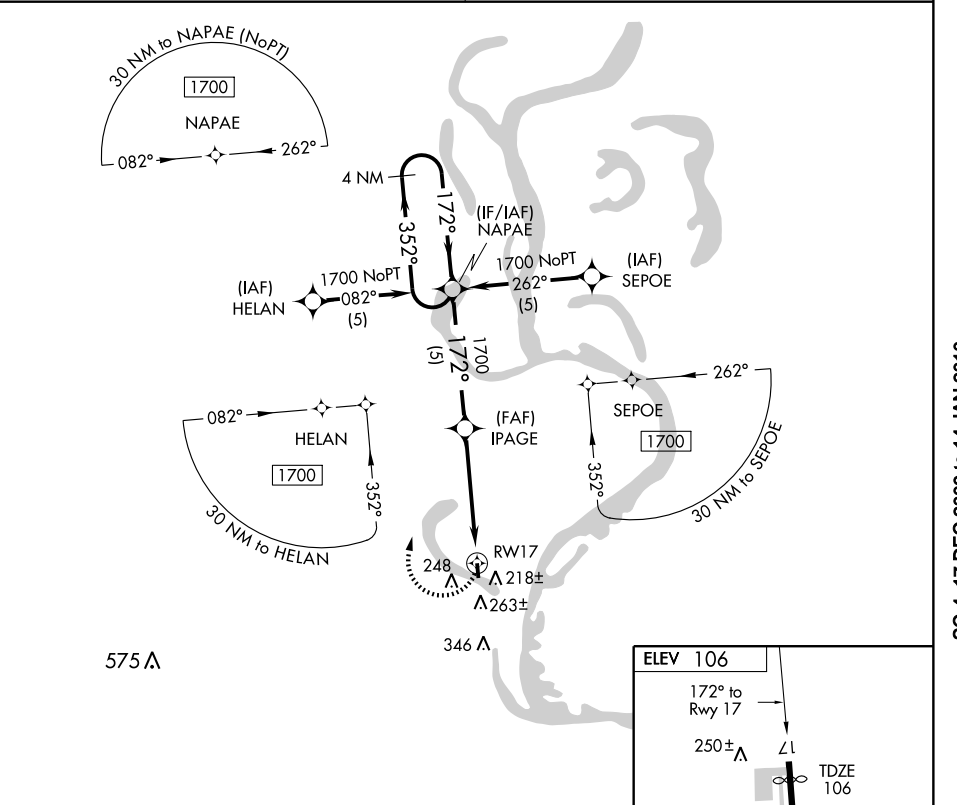 30 NM to NAPAE (NoPT)
1700
NAPAE
082°
262°
4 NM
172°
352°
(IF/IAF)
NAPAE
(IAF)
HELAN
1700 NoPT
082°
(5)
1700 NoPT
262°
(5)
(IAF)
SEPOE
1700
172°
(5)
(FAF)
IPAGE
082°
HELAN
1700
352°
30 NM to HELAN
262°
SEPOE
1700
352°
30 NM to SEPOE
RW17
248
218±
263±
346
575
ELEV 106
172° to
Rwy 17
250±
17
TDZE
106